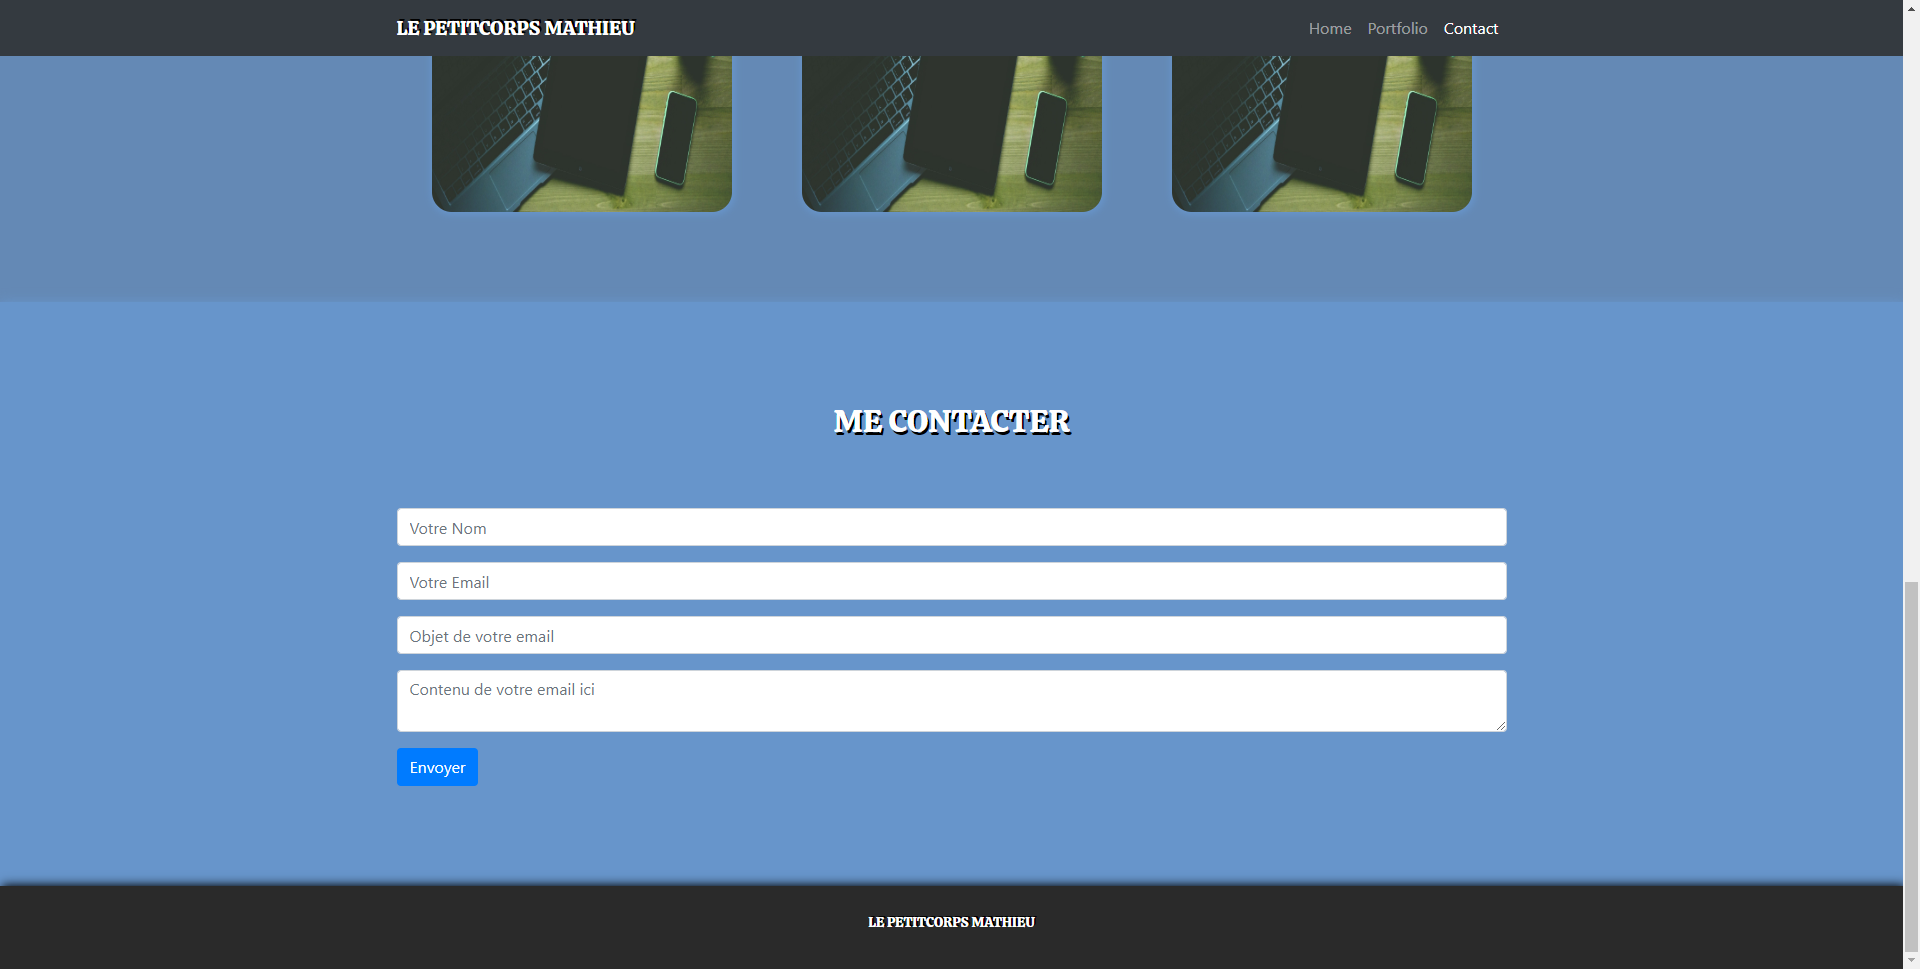 LE PETITCORPS MATHIEU
Home Portfolio Contact
ME CONTACTER
Votre Nom
Votre Email
Objet de votre email
Contenu de votre email ici
Envoyer
LE PETITCORPS MATHIEU